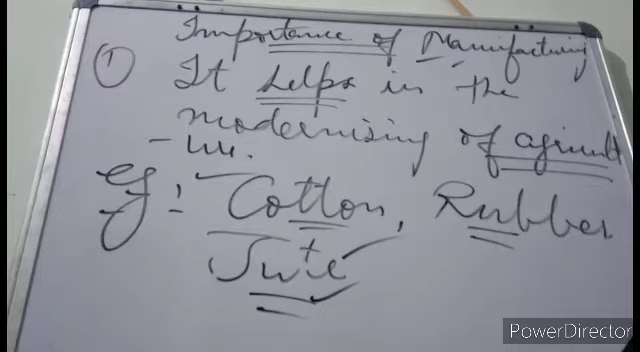 Importance of Manufacturing
① It helps in the
modernising of agricult
-ure.
eg: Cotton, Rubber
Jute
PowerDirector